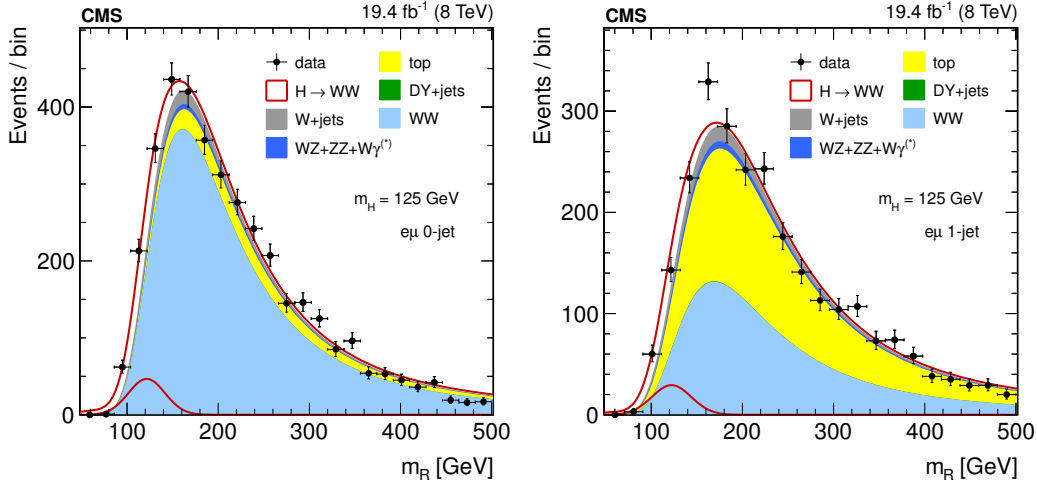 CMS
19.4 fb⁻¹ (8 TeV)
Events / bin
400
200
0
data
top
H → WW
DY+jets
W+jets
WW
WZ+ZZ+Wγ(*)
m_H = 125 GeV
eμ 0-jet
100
200
300
400
500
m_R [GeV]
CMS
19.4 fb⁻¹ (8 TeV)
Events / bin
300
200
100
0
data
top
H → WW
DY+jets
W+jets
WW
WZ+ZZ+Wγ(*)
m_H = 125 GeV
eμ 1-jet
100
200
300
400
500
m_R [GeV]